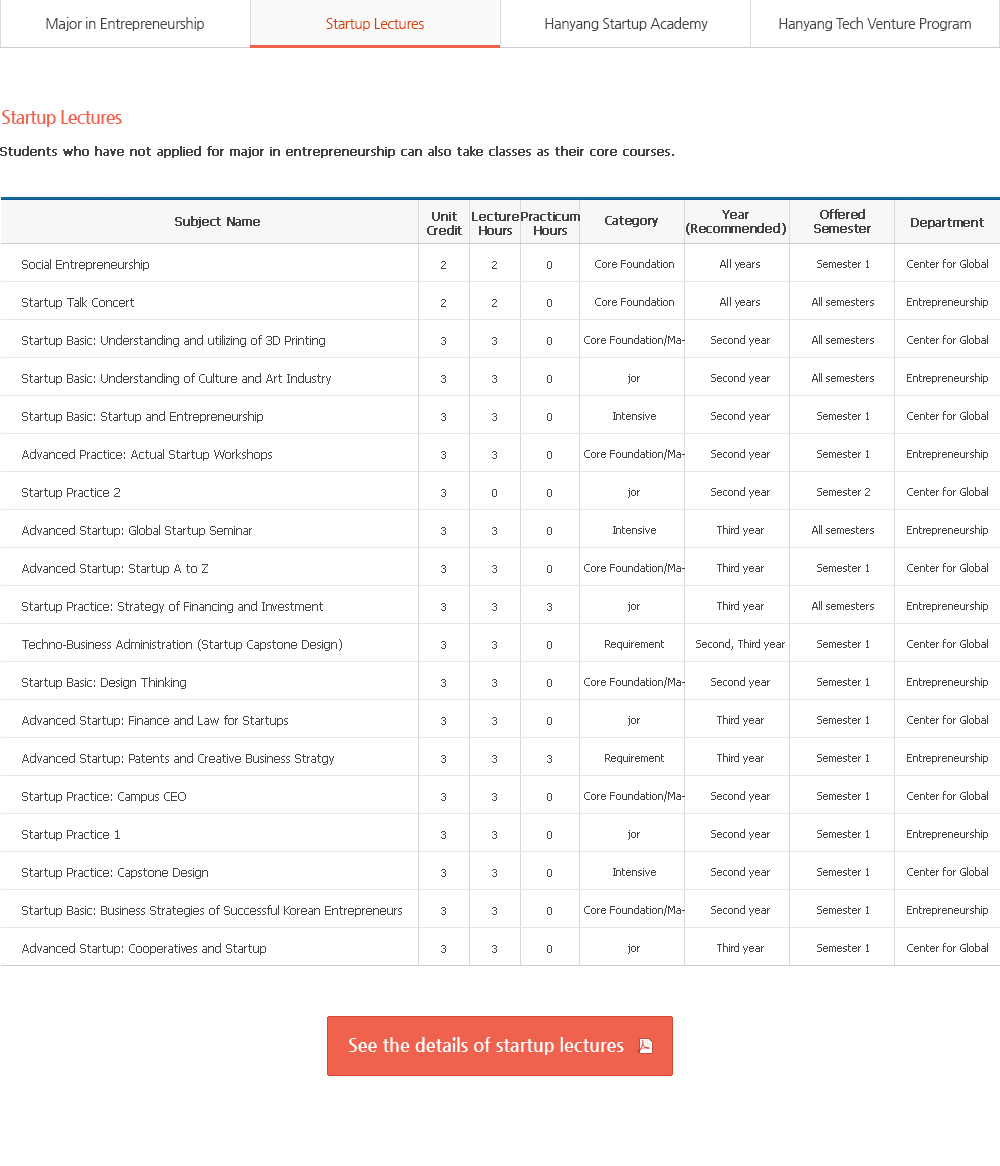 Major in Entrepreneurship Startup Lectures Hanyang Startup Academy Hanyang Tech Venture Program
Startup Lectures
Students who have not applied for major in entrepreneurship can also take classes as their core courses.
Subject Name Unit Credit Lecture Hours Practicum Hours Category Year (Recommended) Offered Semester Department
Social Entrepreneurship 2 2 0 Core Foundation All years Semester 1 Center for Global
Startup Talk Concert 2 2 0 Core Foundation All years All semesters Entrepreneurship
Startup Basic: Understanding and utilizing of 3D Printing 3 3 0 Core Foundation/Ma- Second year All semesters Center for Global
Startup Basic: Understanding of Culture and Art Industry 3 3 0 jor Second year All semesters Entrepreneurship
Startup Basic: Startup and Entrepreneurship 3 3 0 Intensive Second year Semester 1 Center for Global
Advanced Practice: Actual Startup Workshops 3 3 0 Core Foundation/Ma- Second year Semester 1 Entrepreneurship
Startup Practice 2 3 0 0 jor Second year Semester 2 Center for Global
Advanced Startup: Global Startup Seminar 3 3 0 Intensive Third year All semesters Entrepreneurship
Advanced Startup: Startup A to Z 3 3 0 Core Foundation/Ma- Third year Semester 1 Center for Global
Startup Practice: Strategy of Financing and Investment 3 3 3 jor Third year All semesters Entrepreneurship
Techno-Business Administration (Startup Capstone Design) 3 3 0 Requirement Second, Third year Semester 1 Center for Global
Startup Basic: Design Thinking 3 3 0 Core Foundation/Ma- Second year Semester 1 Entrepreneurship
Advanced Startup: Finance and Law for Startups 3 3 0 jor Third year Semester 1 Center for Global
Advanced Startup: Patents and Creative Business Stratgy 3 3 3 Requirement Third year Semester 1 Entrepreneurship
Startup Practice: Campus CEO 3 3 0 Core Foundation/Ma- Second year Semester 1 Center for Global
Startup Practice 1 3 3 0 jor Second year Semester 1 Entrepreneurship
Startup Practice: Capstone Design 3 3 0 Intensive Second year Semester 1 Center for Global
Startup Basic: Business Strategies of Successful Korean Entrepreneurs 3 3 0 Core Foundation/Ma- Second year Semester 1 Entrepreneurship
Advanced Startup: Cooperatives and Startup 3 3 0 jor Third year Semester 1 Center for Global
See the details of startup lectures